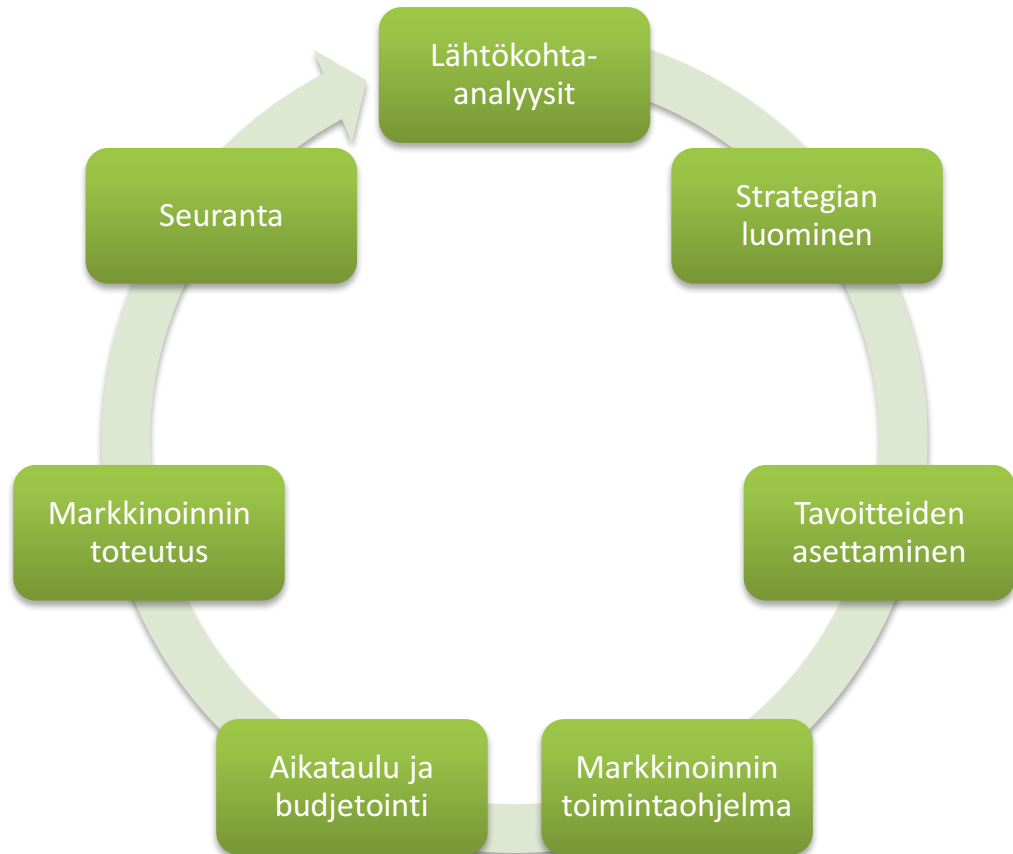 Lähtökohta-
analyysit
Strategian
luominen
Tavoitteiden
asettaminen
Markkinoinnin
toimintaohjelma
Aikataulu ja
budjetointi
Markkinoinnin
toteutus
Seuranta